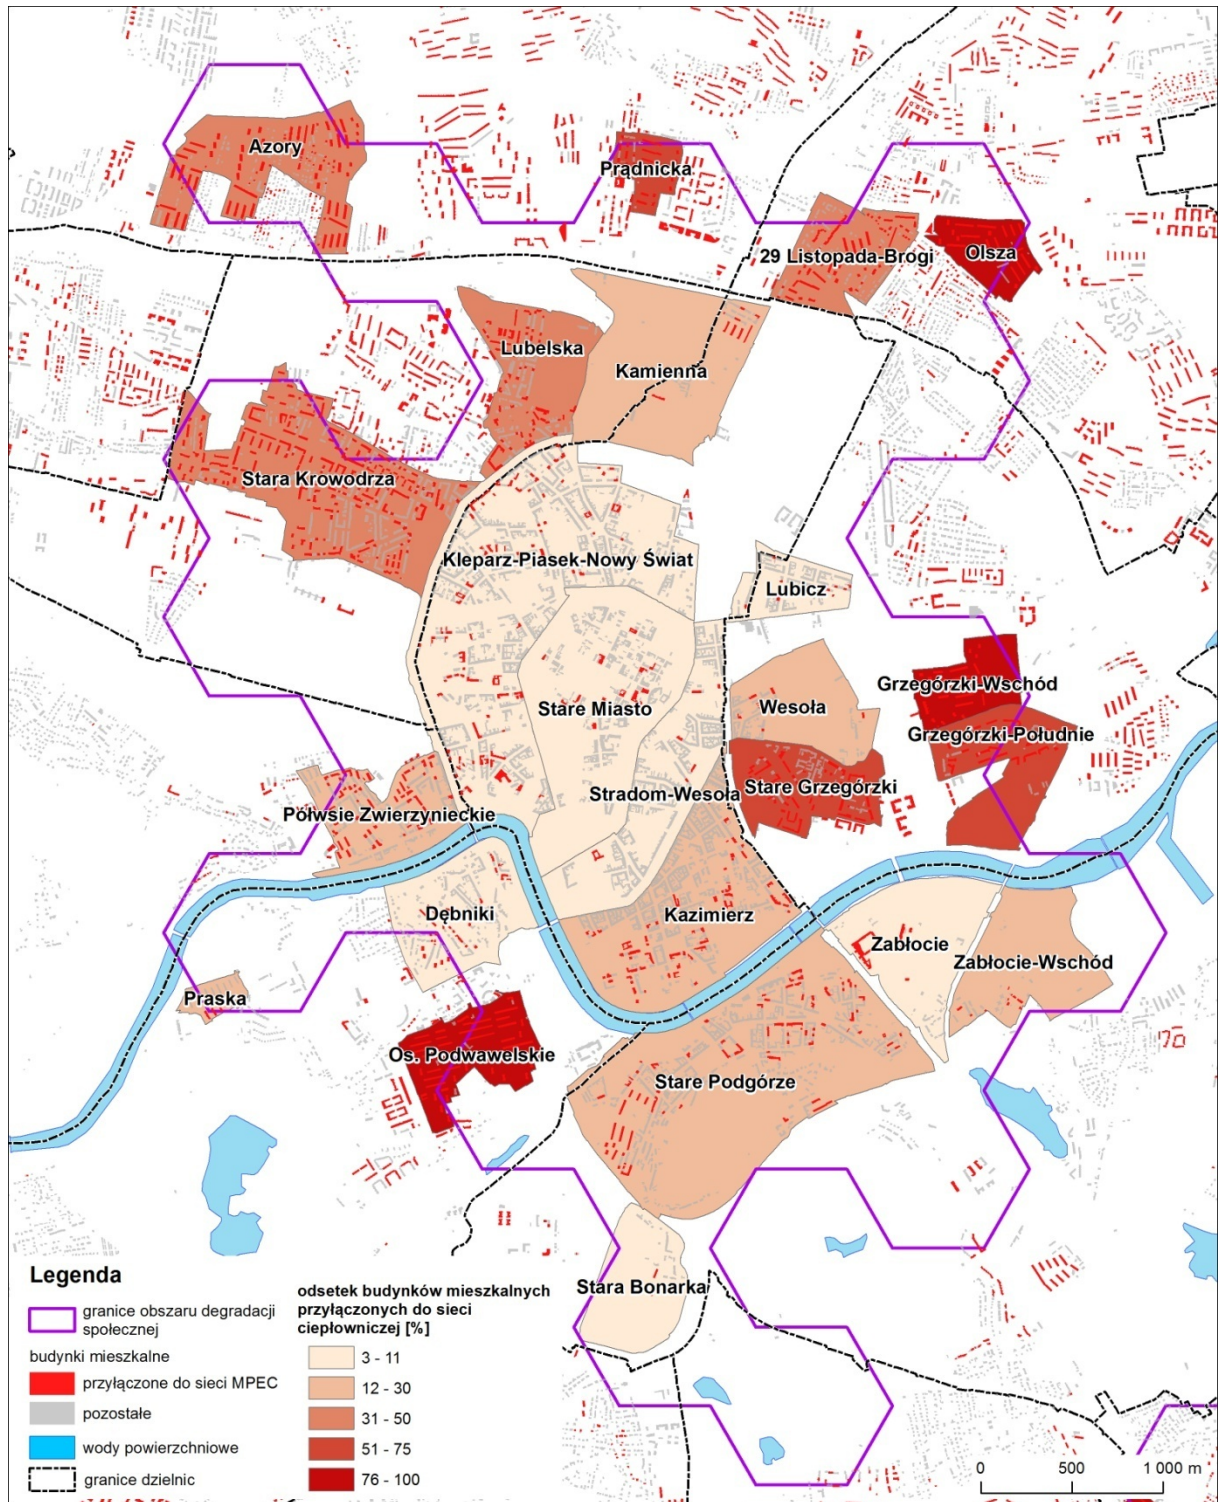 Azory
Prądnicka
29 Listopada-Brogi
Olsza
Lubelska
Kamienna
Stara Krowodrza
Kleparz-Piasek-Nowy Świat
Lubicz
Grzegórzki-Wschód
Stare Miasto
Wesoła
Grzegórzki-Południe
Stradom-Wesoła
Stare Grzegórzki
Półwsie Zwierzynieckie
Dębniki
Kazimierz
Zabłocie
Zabłocie-Wschód
Praska
Os. Podwawelskie
Stare Podgórze
Stara Bonarka
Legenda
granice obszaru degradacji
społecznej
budynki mieszkalne
przyłączone do sieci MPEC
pozostałe
wody powierzchniowe
granice dzielnic
odsetek budynków mieszkalnych
przyłączonych do sieci
ciepłowniczej [%]
3 - 11
12 - 30
31 - 50
51 - 75
76 - 100
0 500 1 000 m